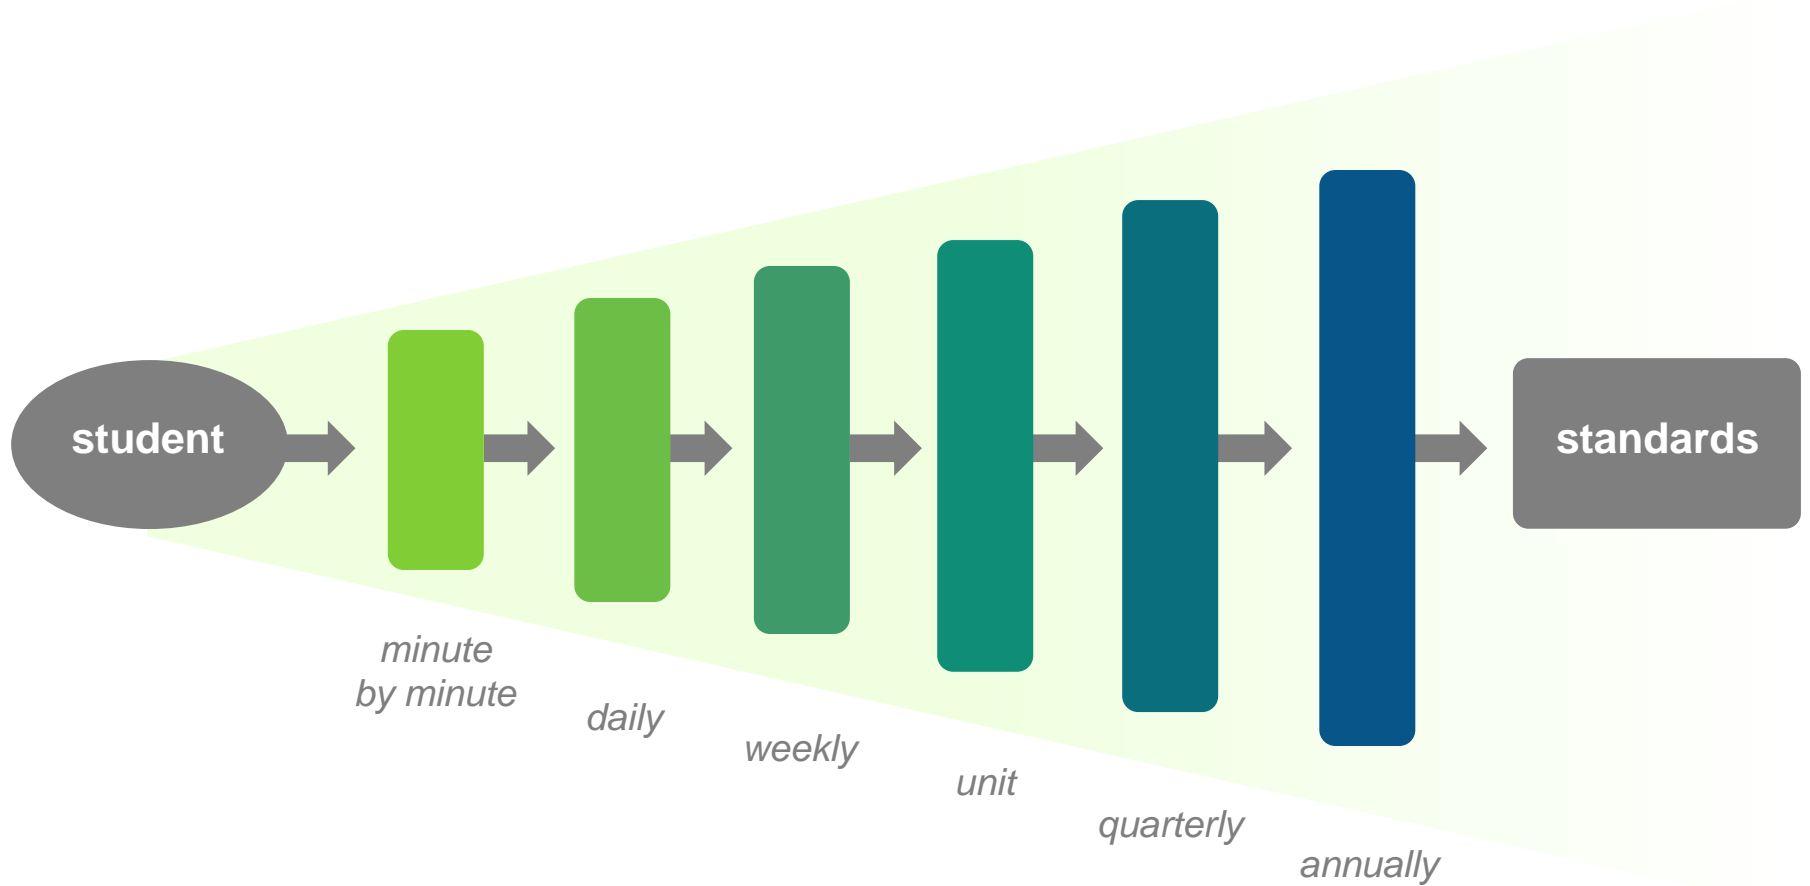 student
minute
by minute
daily
weekly
unit
quarterly
annually
standards